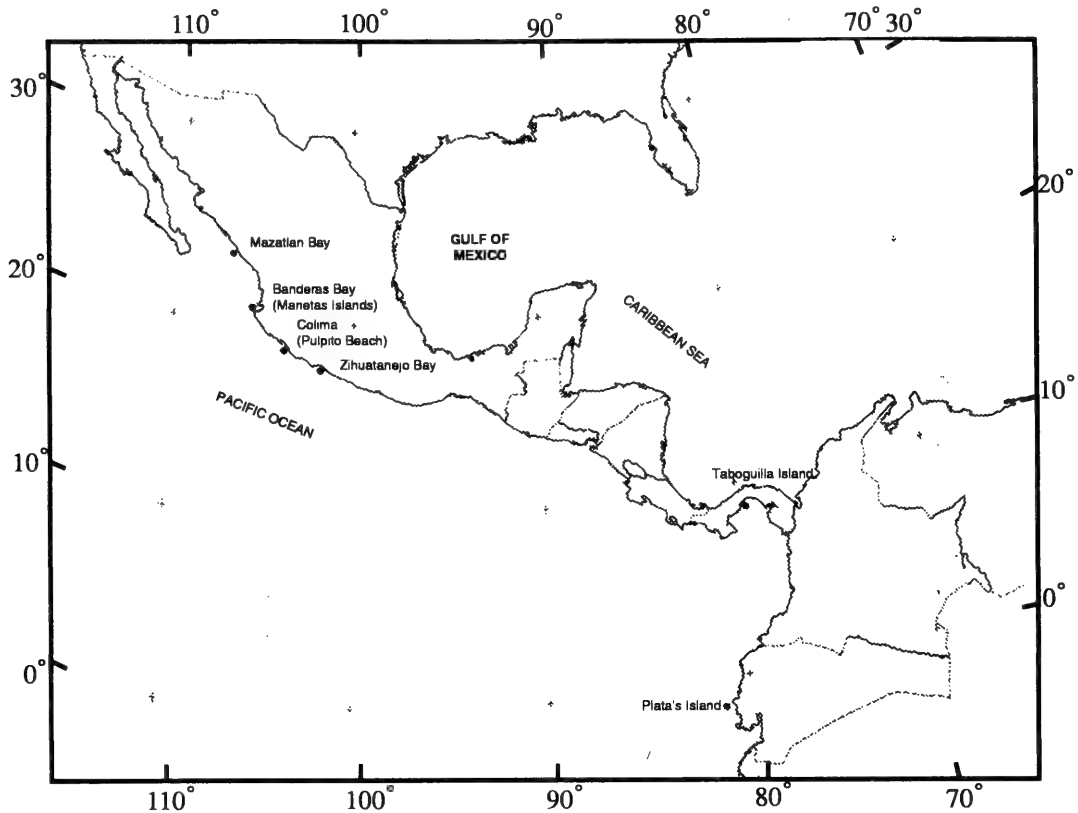 110° 100° 90° 80° 70° 30°
30°
20°
Mazatlan Bay
GULF OF
MEXICO
20°
Banderas Bay
(Manetas Islands)
CARIBBEAN SEA
Colima
(Pulpito Beach)
Zihuatanejo Bay
10°
PACIFIC OCEAN
10°
Taboguilla Island
0°
0°
Plata's Island
110° 100° 90° 80° 70°